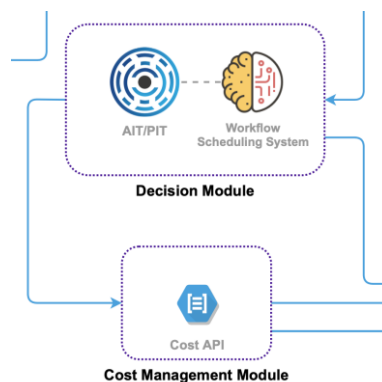 AIT/PIT
Workflow
Scheduling System
Decision Module
Cost API
Cost Management Module